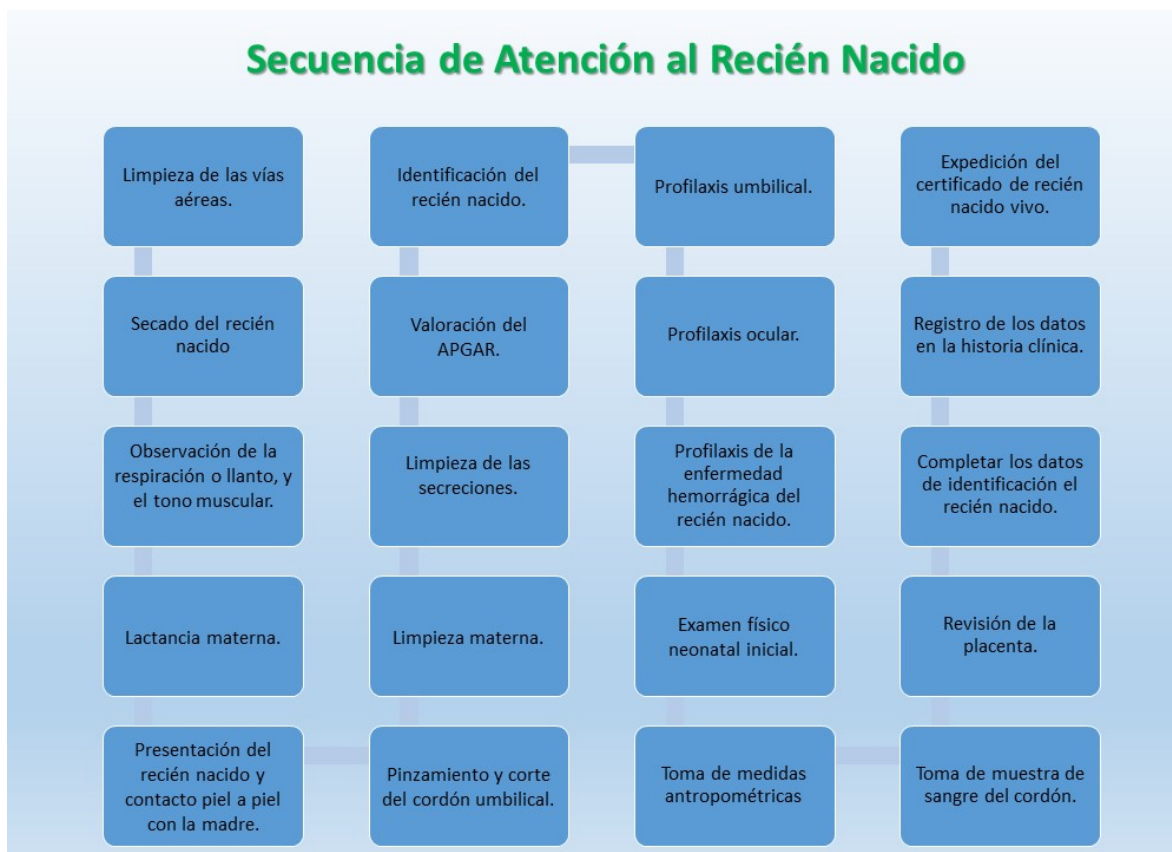 Secuencia de Atención al Recién Nacido
Limpieza de las vías
aéreas.
Secado del recién
nacido
Observación de la
respiración o llanto, y
el tono muscular.
Lactancia materna.
Presentación del
recién nacido y
contacto piel a piel
con la madre.
Pinzamiento y corte
del cordón umbilical.
Limpieza materna.
Limpieza de las
secreciones.
Valoración del
APGAR.
Identificación del
recién nacido.
Profilaxis umbilical.
Profilaxis ocular.
Profilaxis de la
enfermedad
hemorrágica del
recién nacido.
Examen físico
neonatal inicial.
Toma de medidas
antropométricas
Toma de muestra de
sangre del cordón.
Revisión de la
placenta.
Completar los datos
de identificación el
recién nacido.
Registro de los datos
en la historia clínica.
Expedición del
certificado de recién
nacido vivo.